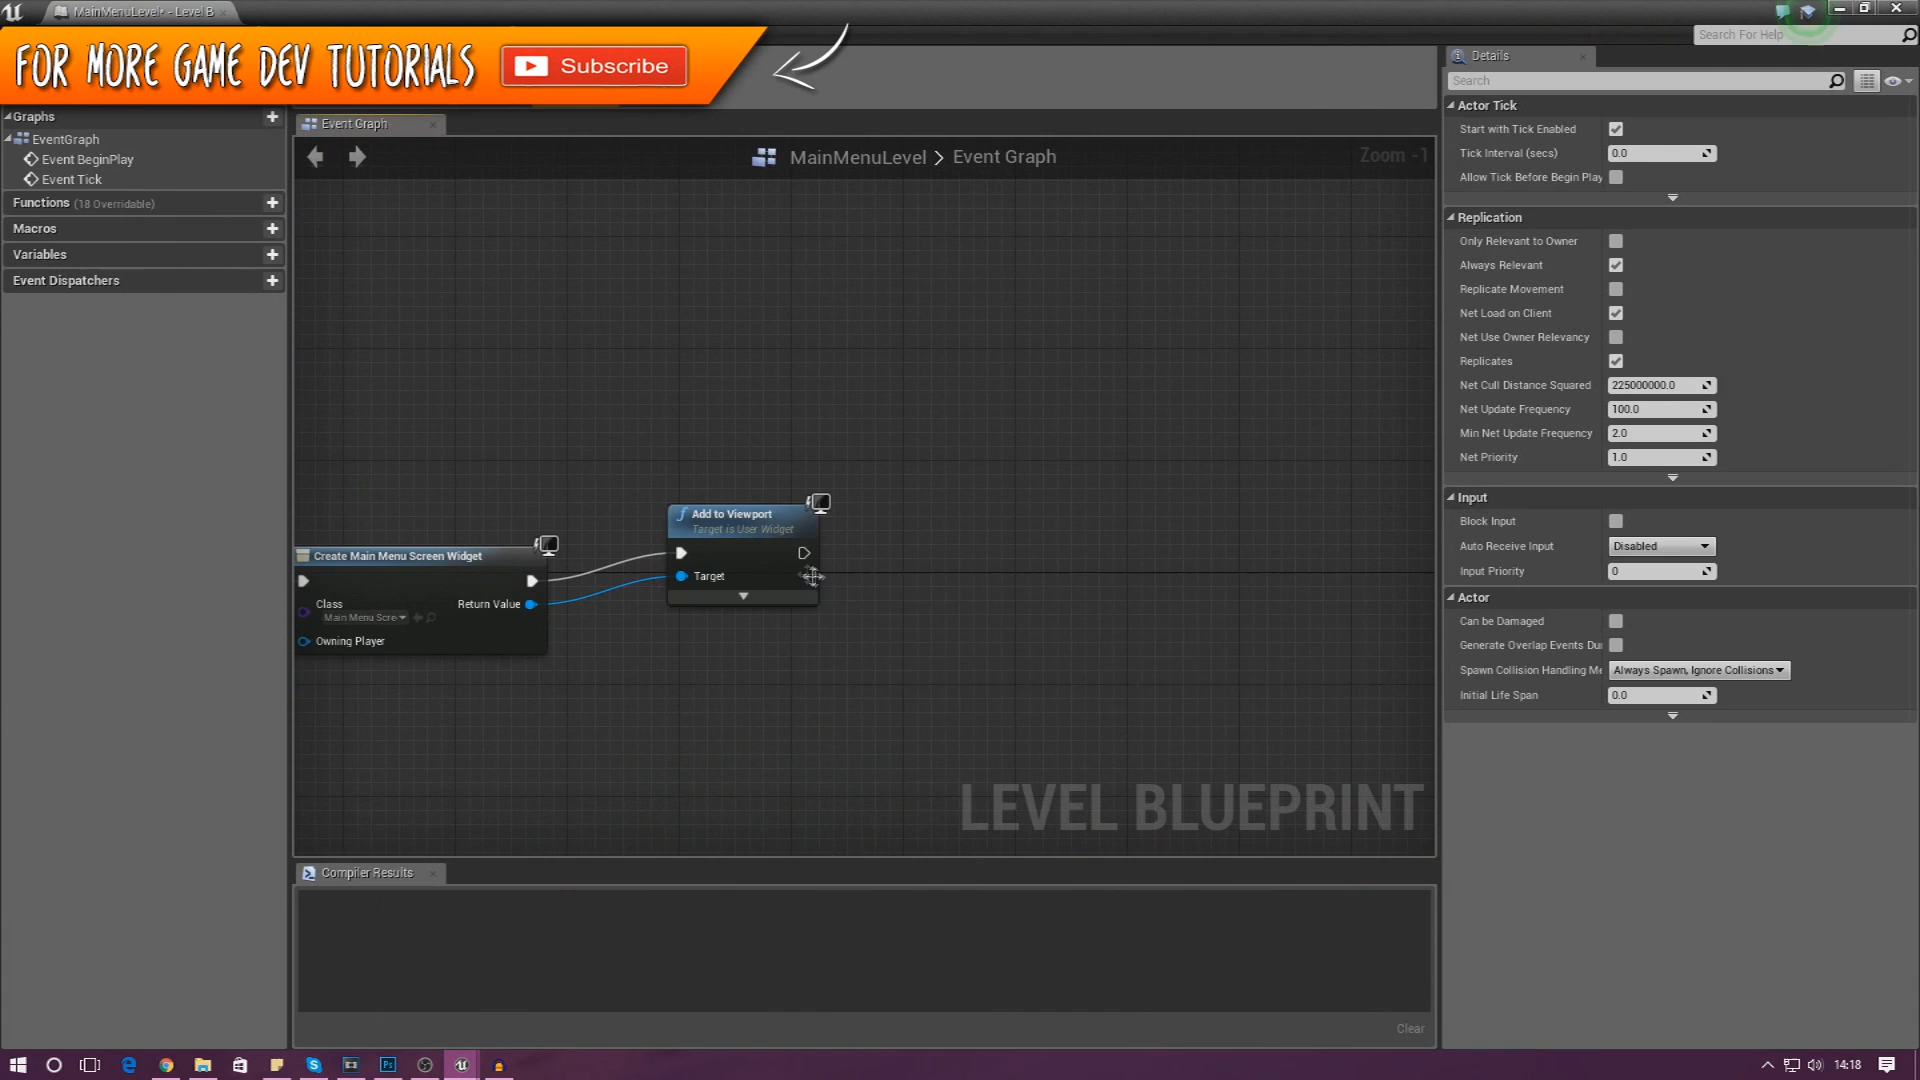 MainMenuLevel* - Level B
FOR MORE GAME DEV TUTORIALS
Subscribe
Search For Help
Graphs
EventGraph
Event BeginPlay
Event Tick
Functions (18 Overridable)
Macros
Variables
Event Dispatchers
Event Graph
MainMenuLevel > Event Graph
Zoom -1
Create Main Menu Screen Widget
Class
Main Menu Scre
Return Value
Owning Player
Add to Viewport
Target is User Widget
Target
LEVEL BLUEPRINT
Compiler Results
Clear
Details
Search
Actor Tick
Start with Tick Enabled
Tick Interval (secs) 0.0
Allow Tick Before Begin Play
Replication
Only Relevant to Owner
Always Relevant
Replicate Movement
Net Load on Client
Net Use Owner Relevancy
Replicates
Net Cull Distance Squared 225000000.0
Net Update Frequency 100.0
Min Net Update Frequency 2.0
Net Priority 1.0
Input
Block Input
Auto Receive Input Disabled
Input Priority 0
Actor
Can be Damaged
Generate Overlap Events Du
Spawn Collision Handling Me Always Spawn, Ignore Collisions
Initial Life Span 0.0
Ps
14:18